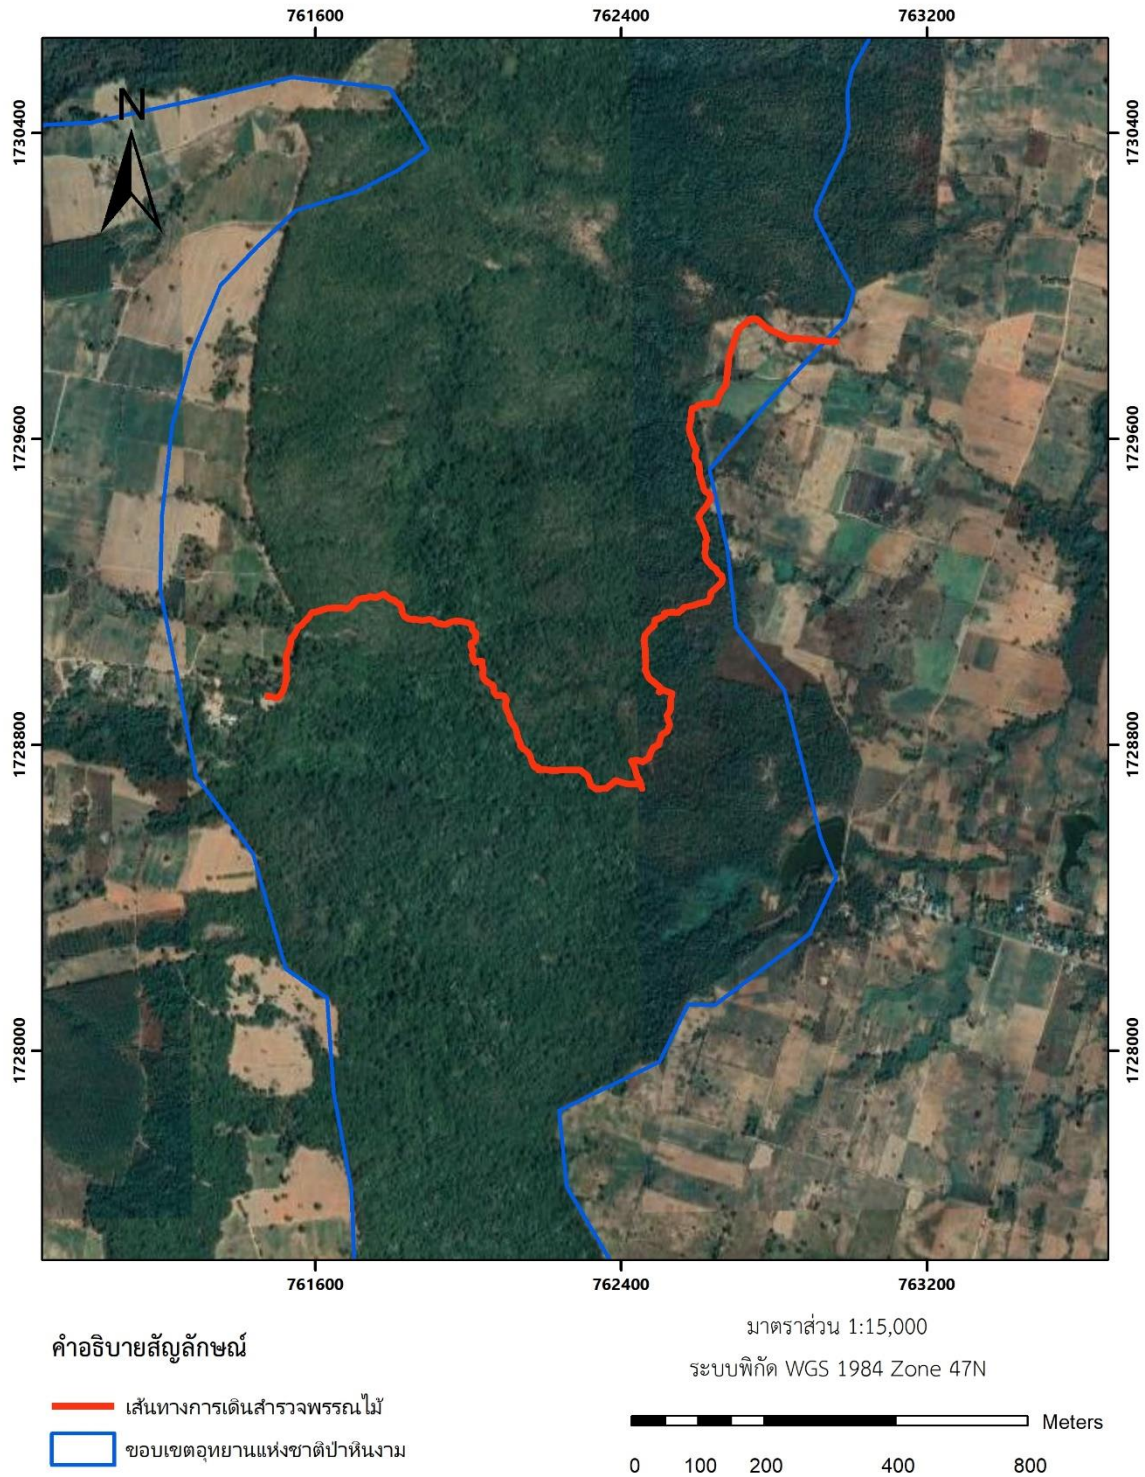 761600 762400 763200
N
1730400 1730400
1729600 1729600
1728800 1728800
1728000 1728000
761600 762400 763200
มาตราส่วน 1:15,000
ระบบพิกัด WGS 1984 Zone 47N
คำอธิบายสัญลักษณ์
เส้นทางการเดินสำรวจพรรณไม้
ขอบเขตอุทยานแห่งชาติป่าหินงาม
Meters
0 100 200 400 800